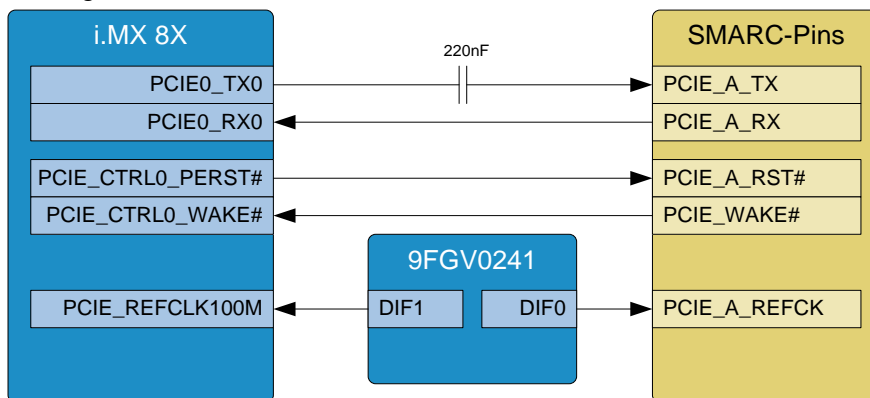 i.MX 8X
SMARC-Pins
220nF
PCIE0_TX0
PCIE_A_TX
PCIE0_RX0
PCIE_A_RX
PCIE_CTRL0_PERST#
PCIE_A_RST#
PCIE_CTRL0_WAKE#
PCIE_WAKE#
9FGV0241
PCIE_REFCLK100M
DIF1
DIF0
PCIE_A_REFCK